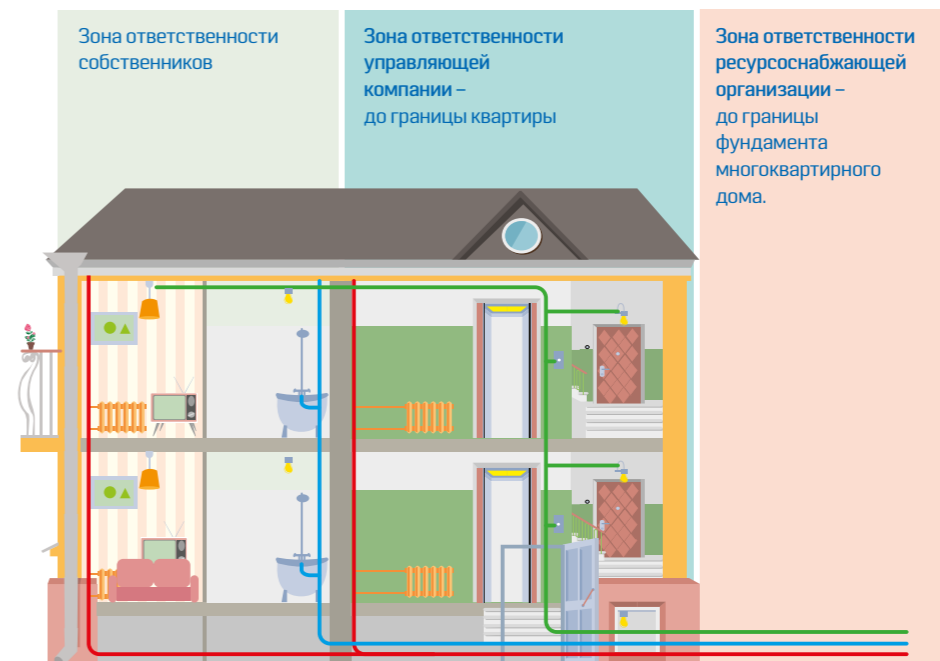 Зона ответственности
собственников
Зона ответственности
управляющей
компании –
до границы квартиры
Зона ответственности
ресурсоснабжающей
организации –
до границы
фундамента
многоквартирного
дома.